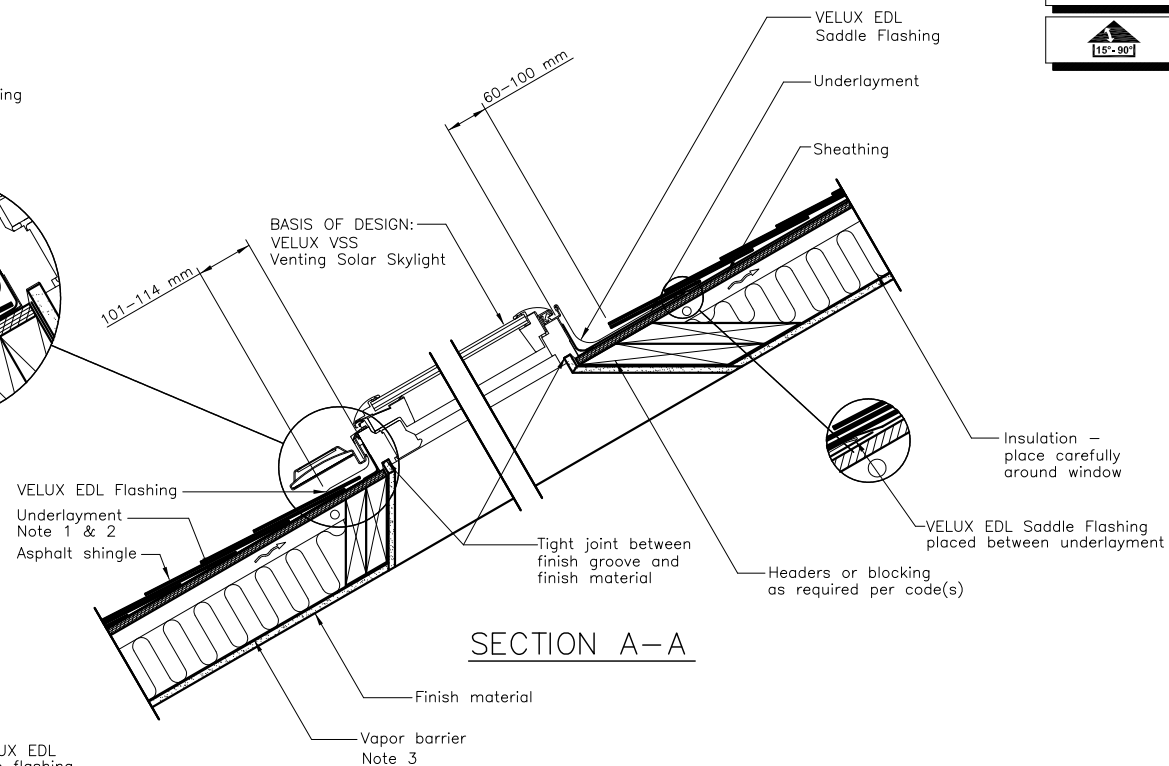 VELUX EDL
Saddle Flashing
15°-90°
60-100 mm
Underlayment
Sheathing
BASIS OF DESIGN:
VELUX VSS
Venting Solar Skylight
101-114 mm
Insulation –
place carefully
around window
VELUX EDL Flashing
Underlayment
Note 1 & 2
Asphalt shingle
VELUX EDL Saddle Flashing
placed between underlayment
Tight joint between
finish groove and
finish material
Headers or blocking
as required per code(s)
SECTION A-A
Finish material
Vapor barrier
Note 3
EDL